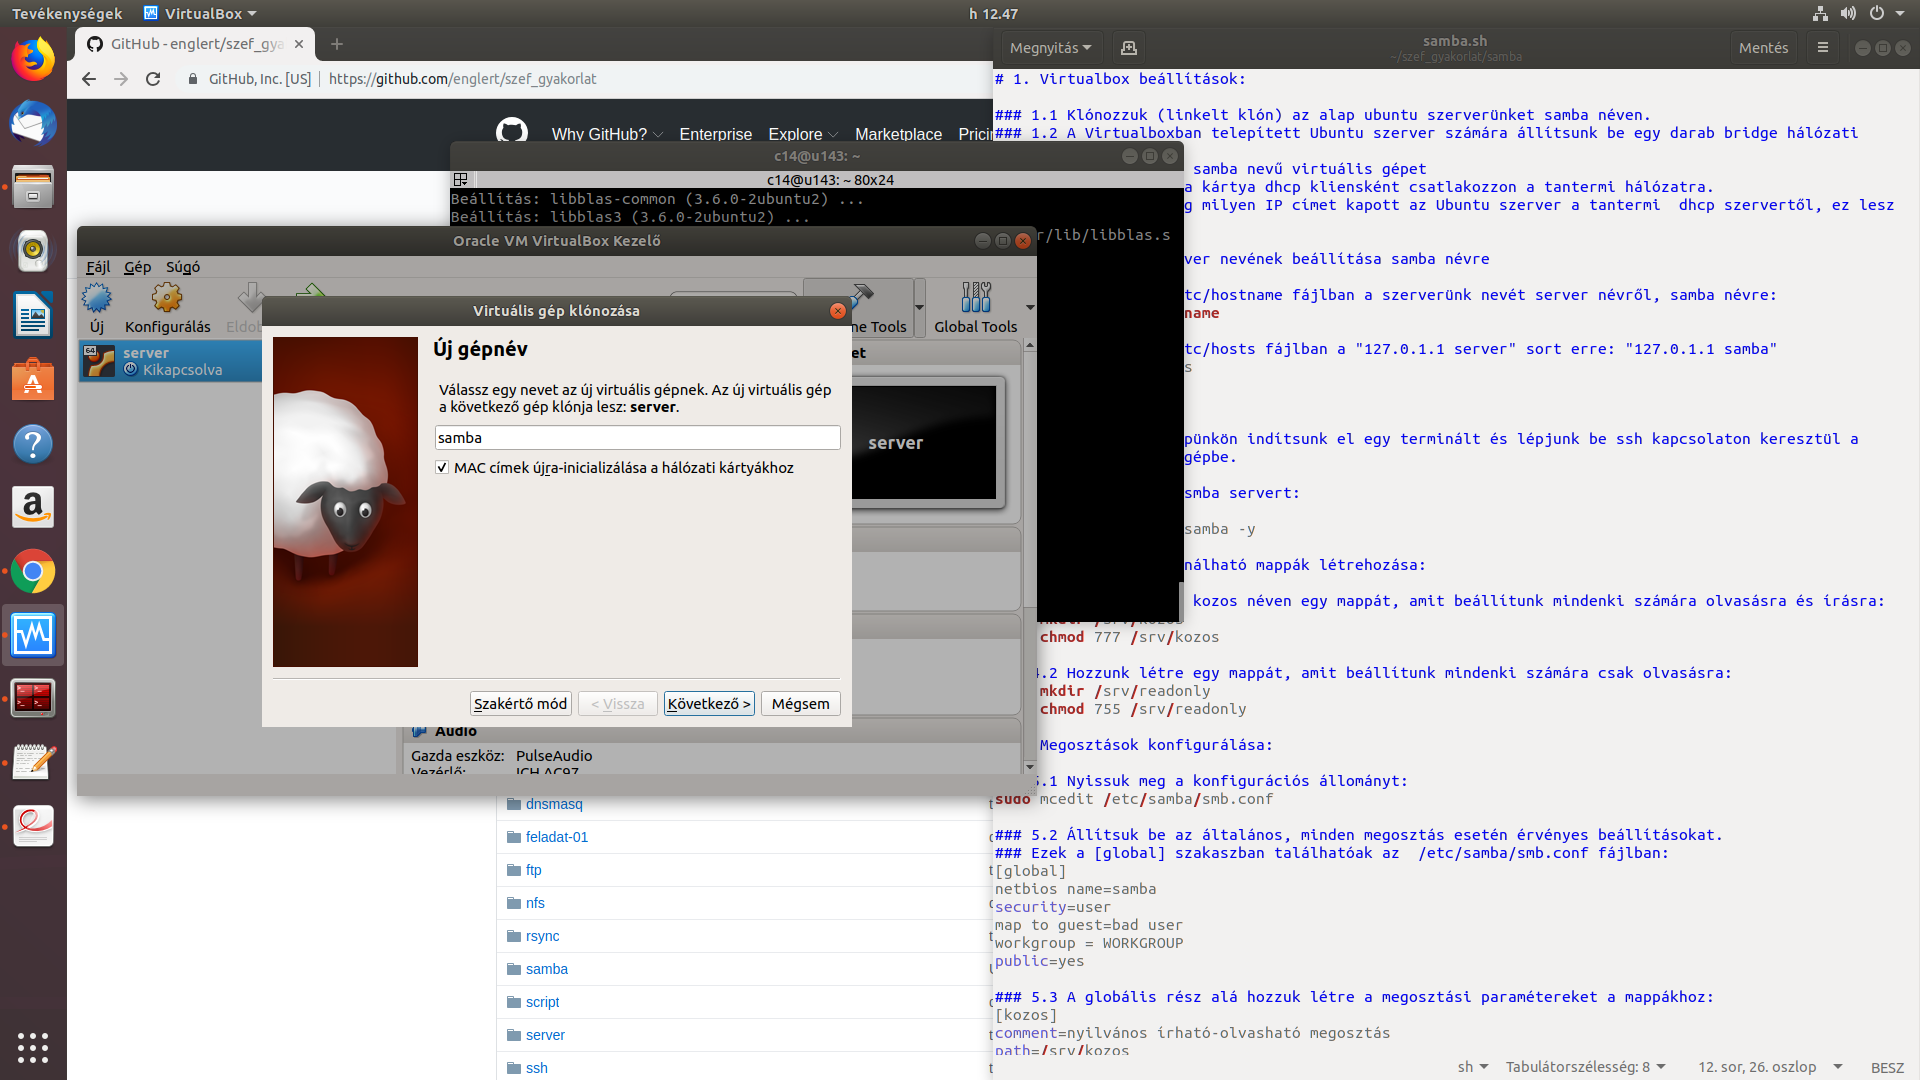 Tevékenységek
VirtualBox
h 12.47
GitHub - englert/szef_gya
GitHub, Inc. [US]
https://github.com/englert/szef_gyakorlat
Why GitHub?
Enterprise
Explore
Marketplace
c14@u143: ~
c14@u143: ~ 80x24
Beállítás: libblas-common (3.6.0-2ubuntu2) ...
Beállítás: libblas3 (3.6.0-2ubuntu2) ...
r/lib/libblas.s
Oracle VM VirtualBox Kezelő
Fájl
Gép
Súgó
Új
Konfigurálás
ne Tools
Global Tools
server
Kikapcsolva
et
server
Virtuális gép klónozása
Új gépnév
Válassz egy nevet az új virtuális gépnek. Az új virtuális gép
a következő gép klónja lesz: server.
samba
MAC címek újra-inicializálása a hálózati kártyákhoz
Szakértő mód
< Vissza
Következő >
Mégsem
Audio
Gazda eszköz: PulseAudio
Vezérlő: ICH AC97
dnsmasq
feladat-01
ftp
nfs
rsync
samba
script
server
ssh
Megnyitás
samba.sh
~/szef_gyakorlat/samba
Mentés
# 1. Virtualbox beállítások:
### 1.1 Klónozzuk (linkelt klón) az alap ubuntu szerverünket samba néven.
### 1.2 A Virtualboxban telepített Ubuntu szerver számára állítsunk be egy darab bridge hálózati
samba nevű virtuális gépet
a kártya dhcp kliensként csatlakozzon a tantermi hálózatra.
g milyen IP címet kapott az Ubuntu szerver a tantermi  dhcp szervertől, ez lesz
ver nevének beállítása samba névre
tc/hostname fájlban a szerverünk nevét server névről, samba névre:
name
tc/hosts fájlban a "127.0.1.1 server" sort erre: "127.0.1.1 samba"
s
pünkön indítsunk el egy terminált és lépjunk be ssh kapcsolaton keresztül a
gépbe.
smba servert:
samba -y
nálható mappák létrehozása:
kozos néven egy mappát, amit beállítunk mindenki számára olvasásra és írásra:
mkdir /srv/kozos
chmod 777 /srv/kozos
4.2 Hozzunk létre egy mappát, amit beállítunk mindenki számára csak olvasásra:
mkdir /srv/readonly
chmod 755 /srv/readonly
Megosztások konfigurálása:
5.1 Nyissuk meg a konfigurációs állományt:
sudo mcedit /etc/samba/smb.conf
### 5.2 Állítsuk be az általános, minden megosztás esetén érvényes beállításokat.
### Ezek a [global] szakaszban találhatóak az  /etc/samba/smb.conf fájlban:
[global]
netbios name=samba
security=user
map to guest=bad user
workgroup = WORKGROUP
public=yes
### 5.3 A globális rész alá hozzuk létre a megosztási paramétereket a mappákhoz:
[kozos]
comment=nyilvános írható-olvasható megosztás
path=/srv/kozos
sh
Tabulátorszélesség: 8
12. sor, 26. oszlop
BESZ